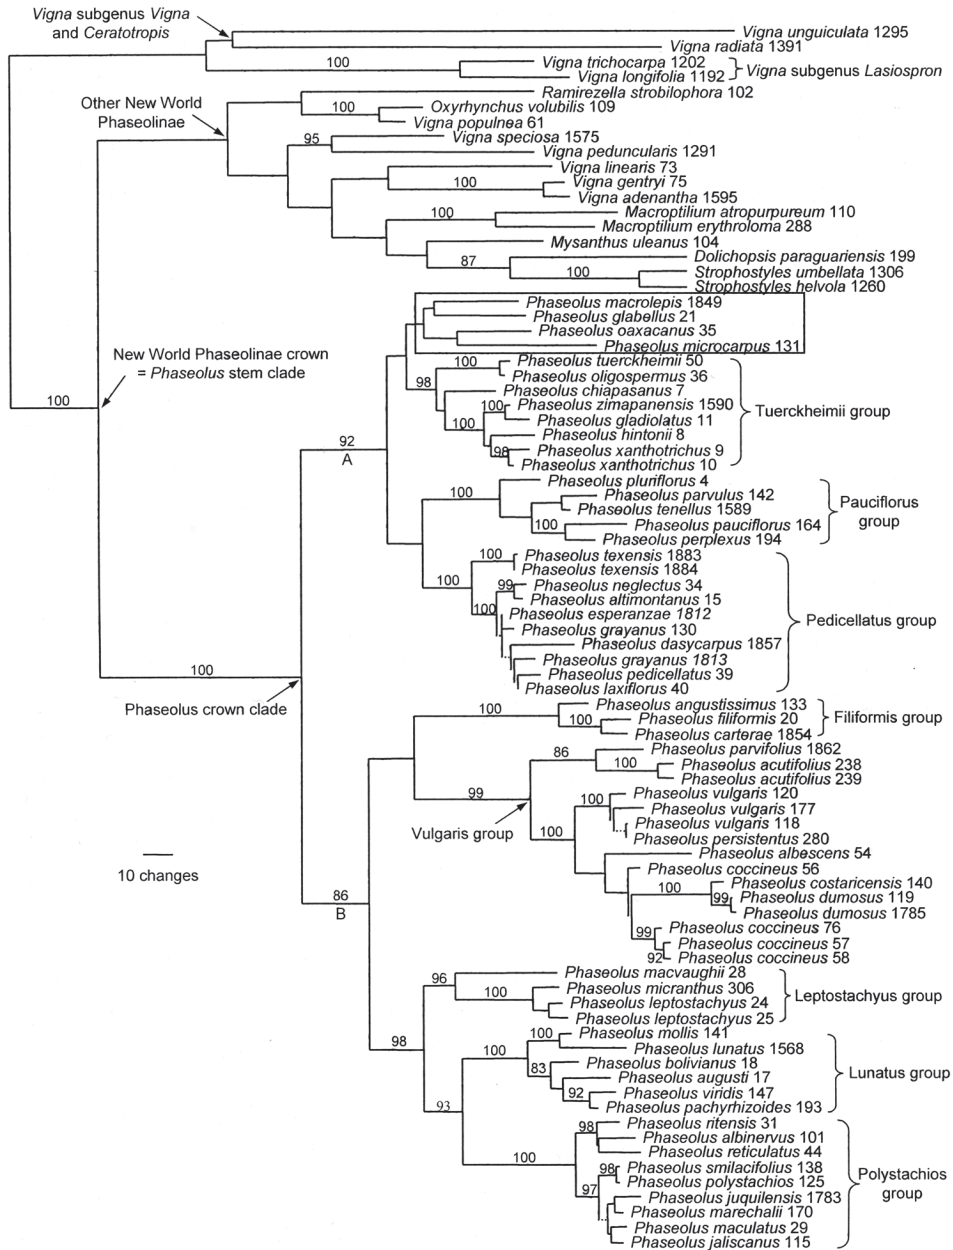 Vigna subgenus Vigna
and Ceratotropis
Vigna unguiculata 1295
Vigna radiata 1391
100
Vigna trichocarpa 1202
Vigna longifolia 1192
Vigna subgenus Lasiospron
Other New World
Phaseolinae
Ramirezella strobilophora 102
100
Oxyrhynchus volubilis 109
Vigna populnea 61
95
Vigna speciosa 1575
Vigna peduncularis 1291
Vigna linearis 73
100
Vigna gentryi 75
Vigna adenantha 1595
100
Macroptilium atropurpureum 110
Macroptilium erythroloma 288
Mysanthus uleanus 104
87
Dolichopsis paraguariensis 199
100
Strophostyles umbellata 1306
Strophostyles helvola 1260
Phaseolus macrolepis 1849
Phaseolus glabellus 21
Phaseolus oaxacanus 35
Phaseolus microcarpus 131
New World Phaseolinae crown
= Phaseolus stem clade
100
100
Phaseolus tuerckheimii 50
Phaseolus oligospermus 36
98
Phaseolus chiapasanus 7
100
Phaseolus zimapanensis 1590
Phaseolus gladiolatus 11
100
Phaseolus hintonii 8
98
Phaseolus xanthotrichus 9
Phaseolus xanthotrichus 10
Tuerckheimii group
92
A
100
Phaseolus pluriflorus 4
Phaseolus parvulus 142
Phaseolus tenellus 1589
100
Phaseolus pauciflorus 164
Phaseolus perplexus 194
Pauciflorus
group
100
Phaseolus texensis 1883
Phaseolus texensis 1884
100
99
Phaseolus neglectus 34
Phaseolus altimontanus 15
100
Phaseolus esperanzae 1812
Phaseolus grayanus 130
Phaseolus dasycarpus 1857
Phaseolus grayanus 1813
Phaseolus pedicellatus 39
Phaseolus laxiflorus 40
Pedicellatus group
100
Phaseolus crown clade
100
Phaseolus angustissimus 133
100
Phaseolus filiformis 20
Phaseolus carterae 1854
Filiformis group
86
Phaseolus parvifolius 1862
100
Phaseolus acutifolius 238
Phaseolus acutifolius 239
99
Vulgaris group
100
100
Phaseolus vulgaris 120
Phaseolus vulgaris 177
Phaseolus vulgaris 118
Phaseolus persistentus 280
Phaseolus albescens 54
Phaseolus coccineus 56
100
Phaseolus costaricensis 140
99
Phaseolus dumosus 119
Phaseolus dumosus 1785
99
Phaseolus coccineus 76
Phaseolus coccineus 57
92
Phaseolus coccineus 58
10 changes
86
B
96
Phaseolus macvaughii 28
100
Phaseolus micranthus 306
Phaseolus leptostachyus 24
Phaseolus leptostachyus 25
Leptostachyus group
98
100
100
Phaseolus mollis 141
Phaseolus lunatus 1568
83
Phaseolus bolivianus 18
Phaseolus augusti 17
92
Phaseolus viridis 147
Phaseolus pachyrhizoides 193
Lunatus group
93
98
Phaseolus ritensis 31
Phaseolus albinervus 101
Phaseolus reticulatus 44
100
98
Phaseolus smilacifolius 138
Phaseolus polystachios 125
97
Phaseolus juquilensis 1783
Phaseolus marechalii 170
Phaseolus maculatus 29
Phaseolus jaliscanus 115
Polystachios
group